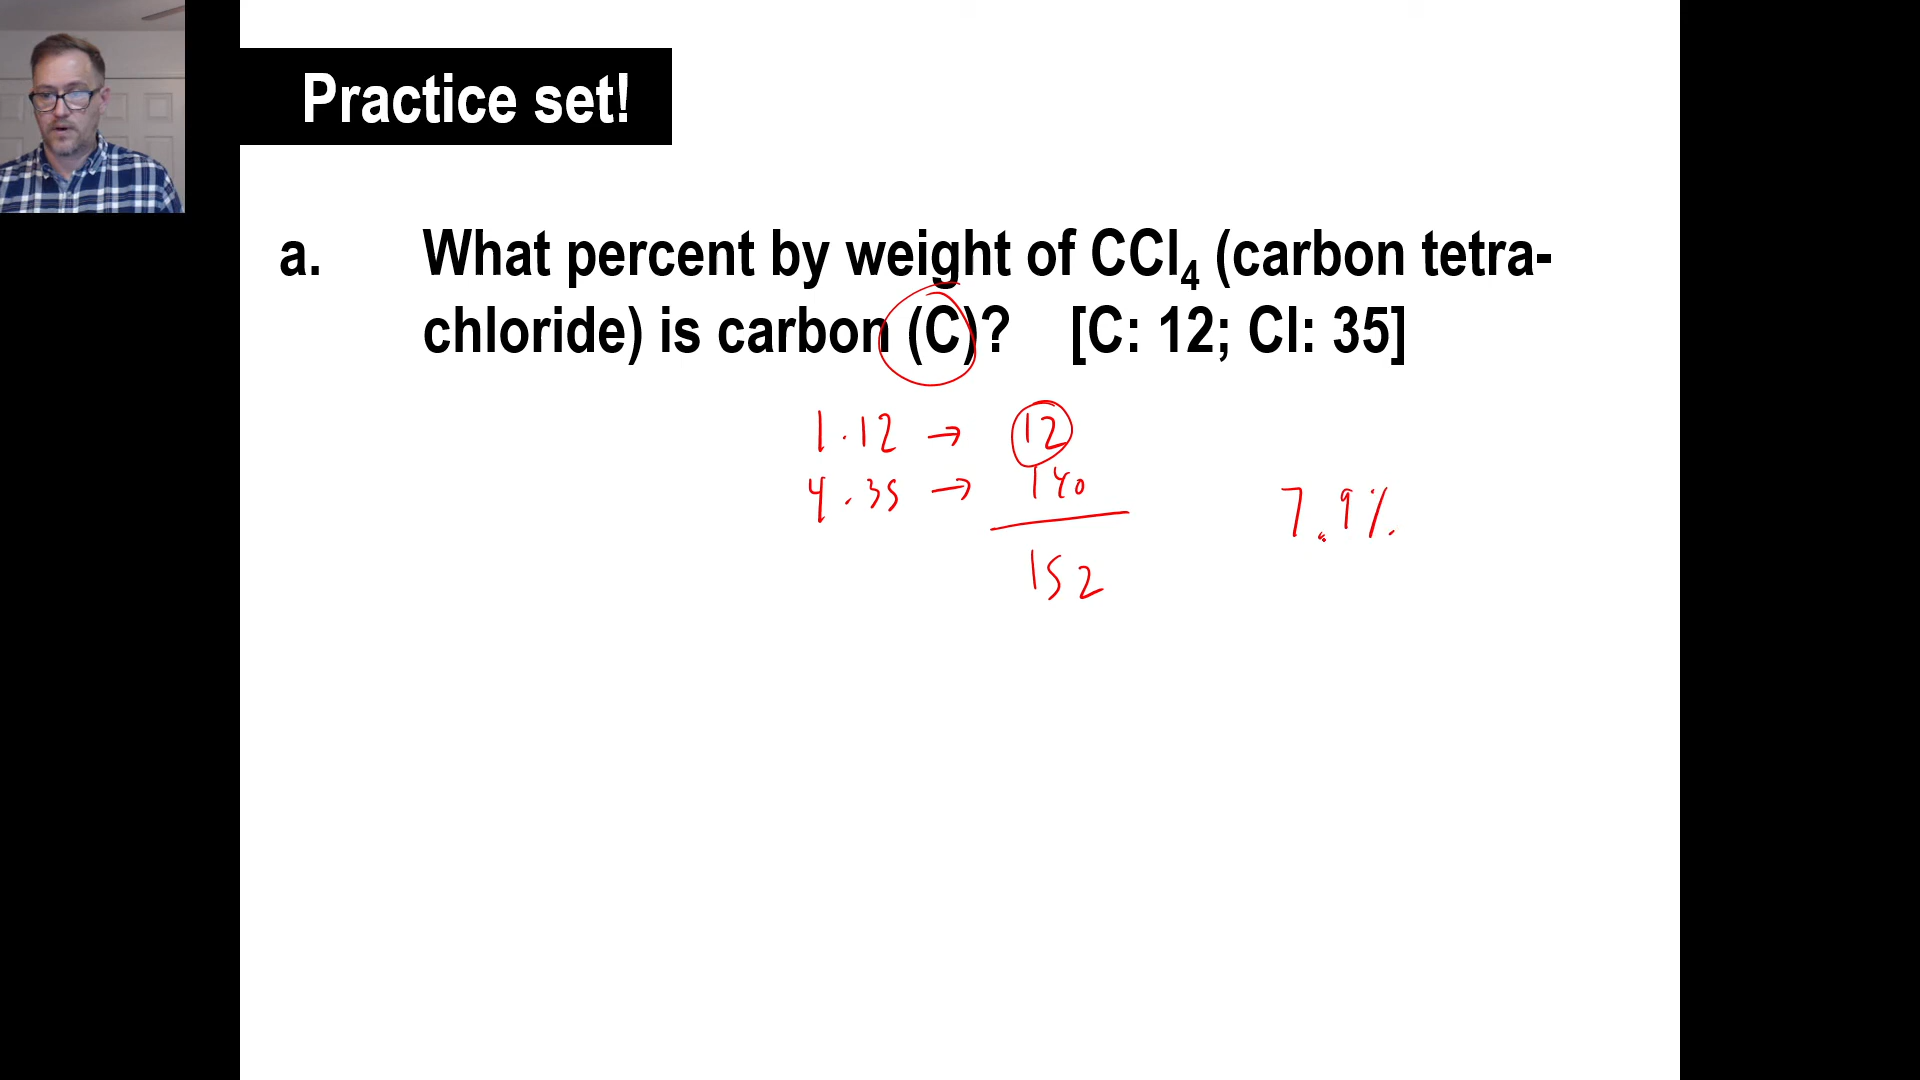 Practice set!
a. What percent by weight of CCl₄ (carbon tetra-
chloride) is carbon (C)? [C: 12; Cl: 35]
1 · 12 → 12
4 · 35 → 140
7.9%
152